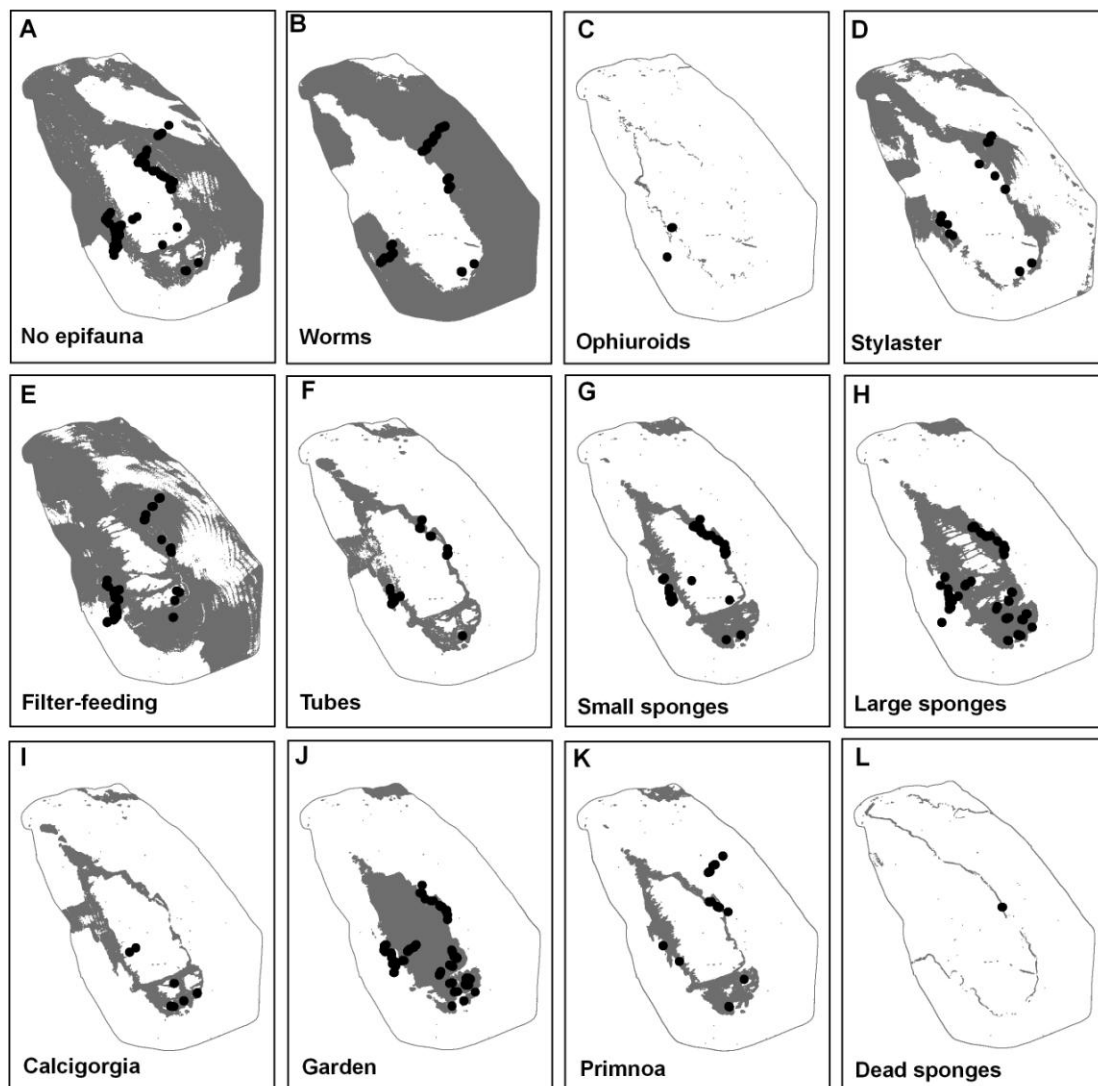 A
No epifauna
B
Worms
C
Ophiuroids
D
Stylaster
E
Filter-feeding
F
Tubes
G
Small sponges
H
Large sponges
I
Calcigorgia
J
Garden
K
Primnoa
L
Dead sponges